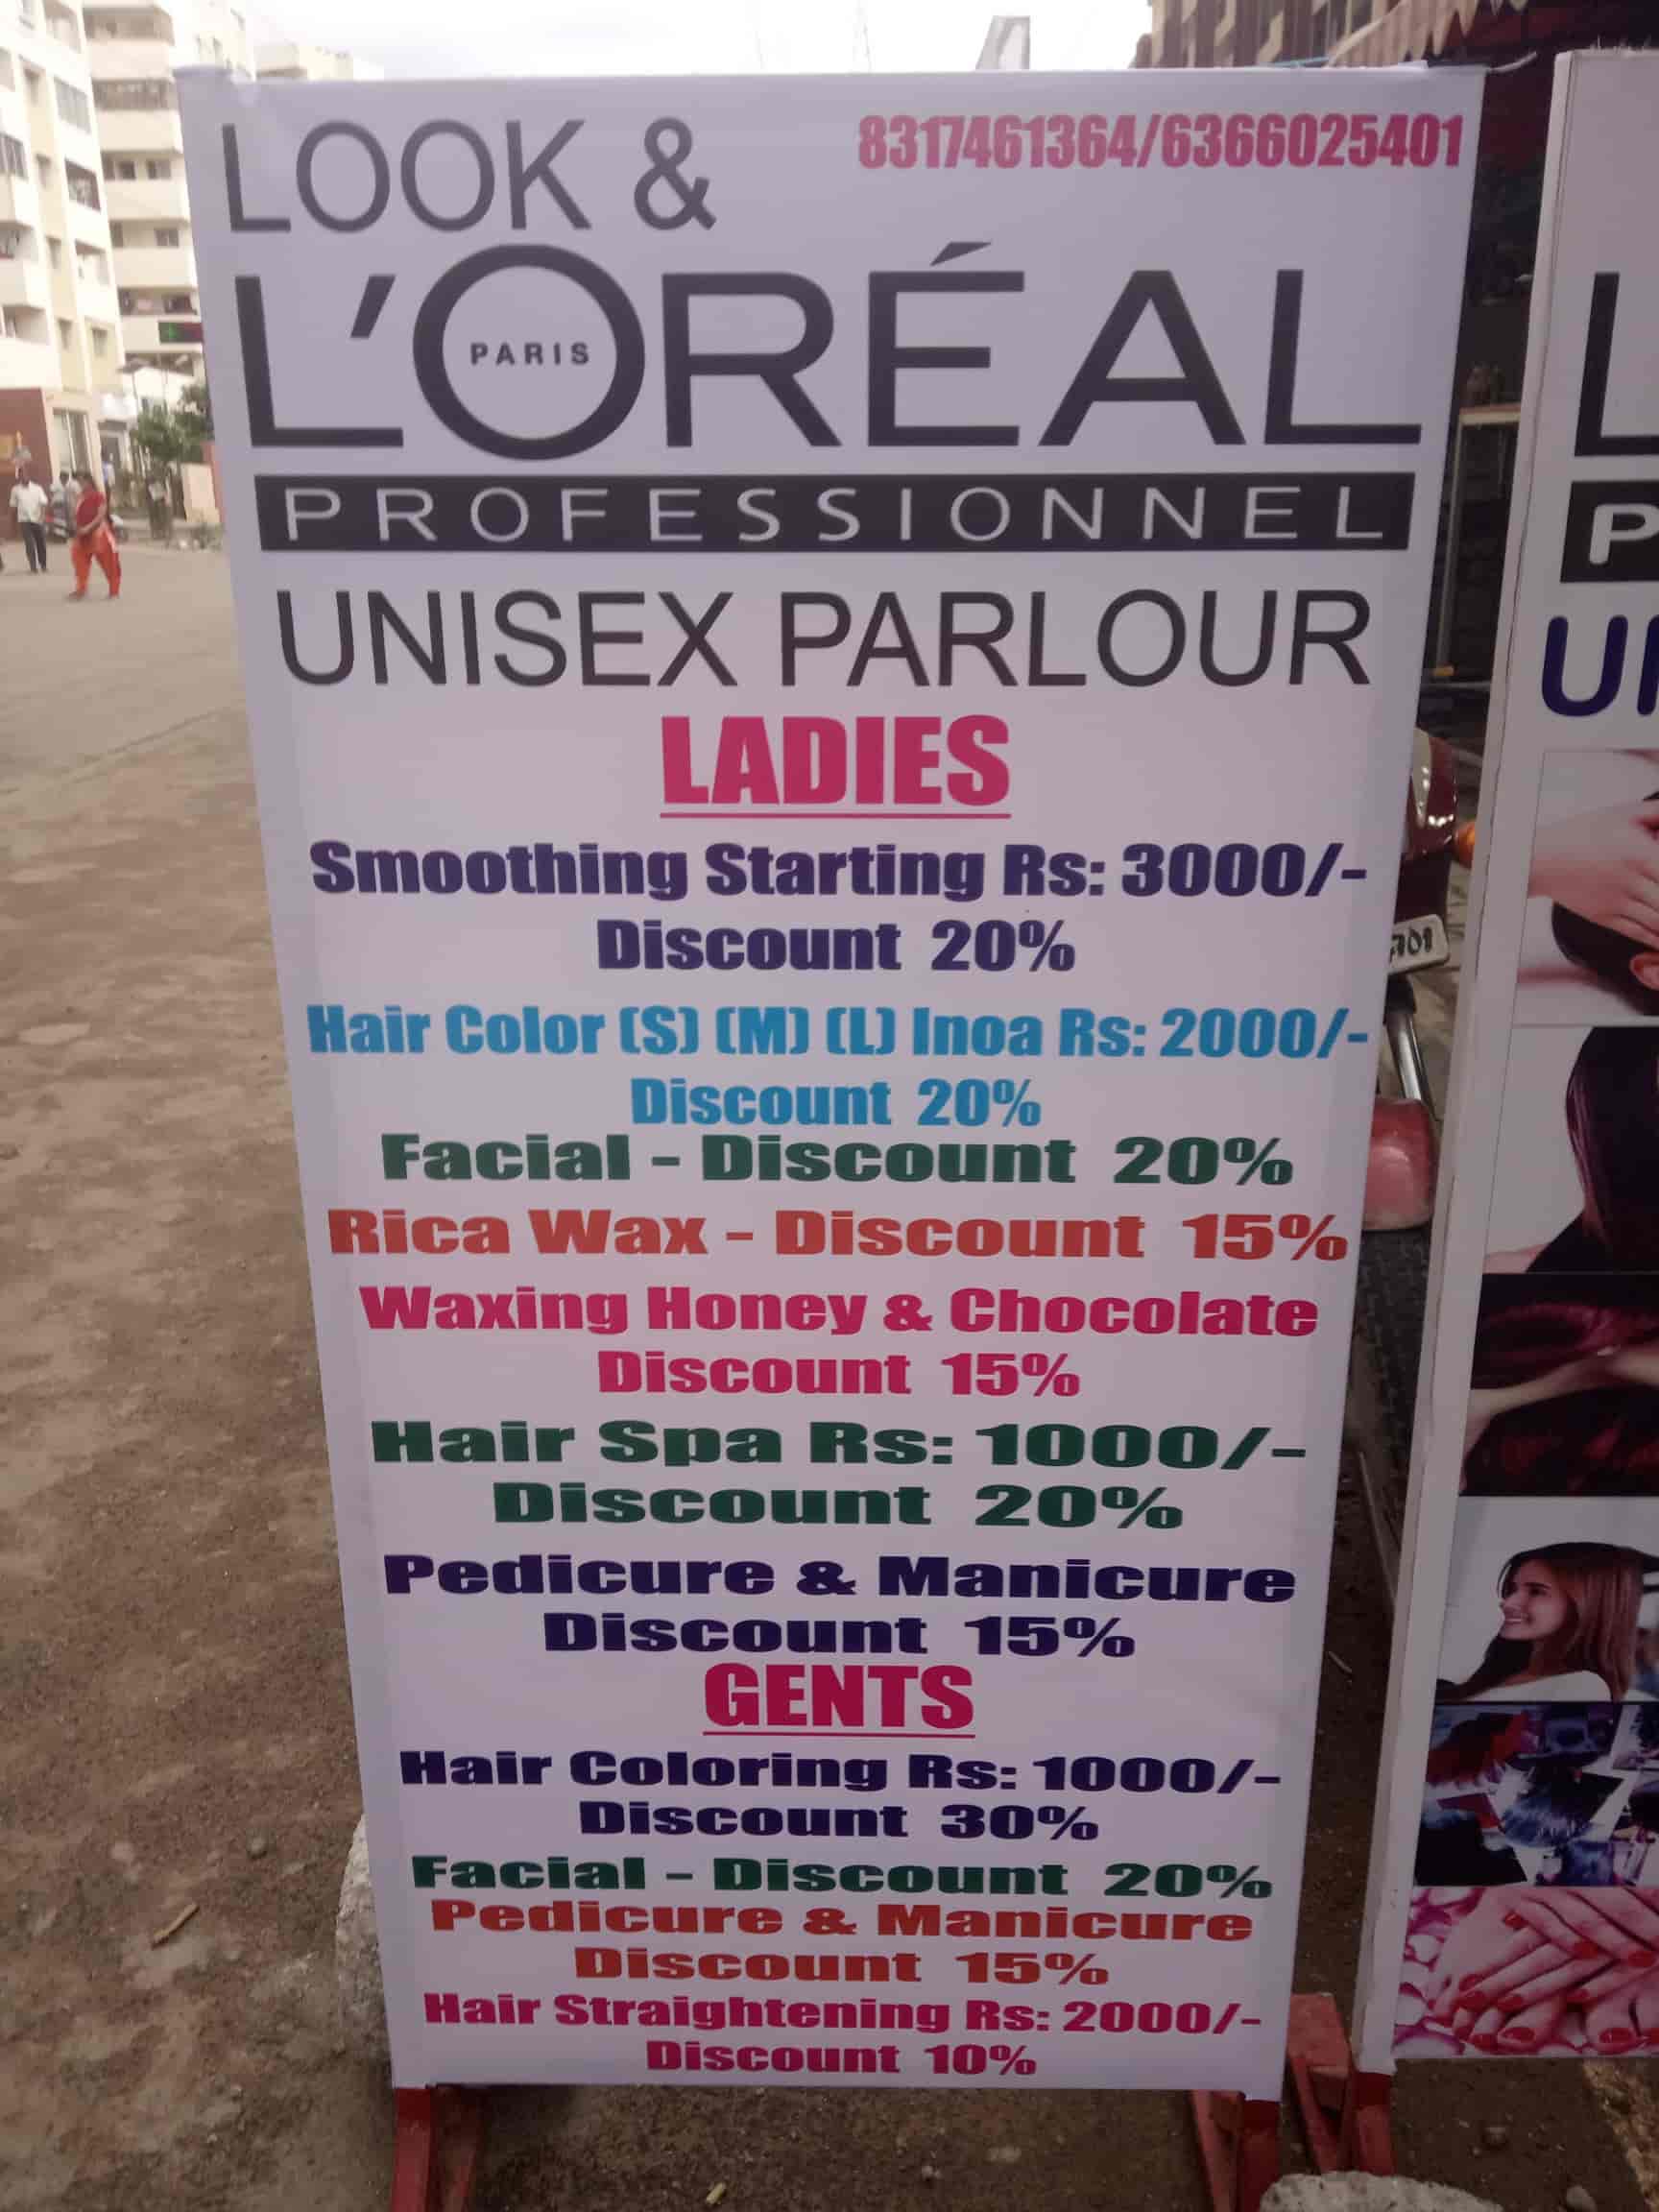 LOOK & 8317461364/6366025401
L'ORÉAL
PARIS
PROFESSIONNEL
UNISEX PARLOUR
LADIES
Smoothing Starting Rs: 3000/-
Discount 20%
Hair Color (S) (M) (L) Inoa Rs: 2000/-
Discount 20%
Facial - Discount 20%
Rica Wax - Discount 15%
Waxing Honey & Chocolate
Discount 15%
Hair Spa Rs: 1000/-
Discount 20%
Pedicure & Manicure
Discount 15%
GENTS
Hair Coloring Rs: 1000/-
Discount 30%
Facial - Discount 20%
Pedicure & Manicure
Discount 15%
Hair Straightening Rs: 2000/-
Discount 10%
L
P